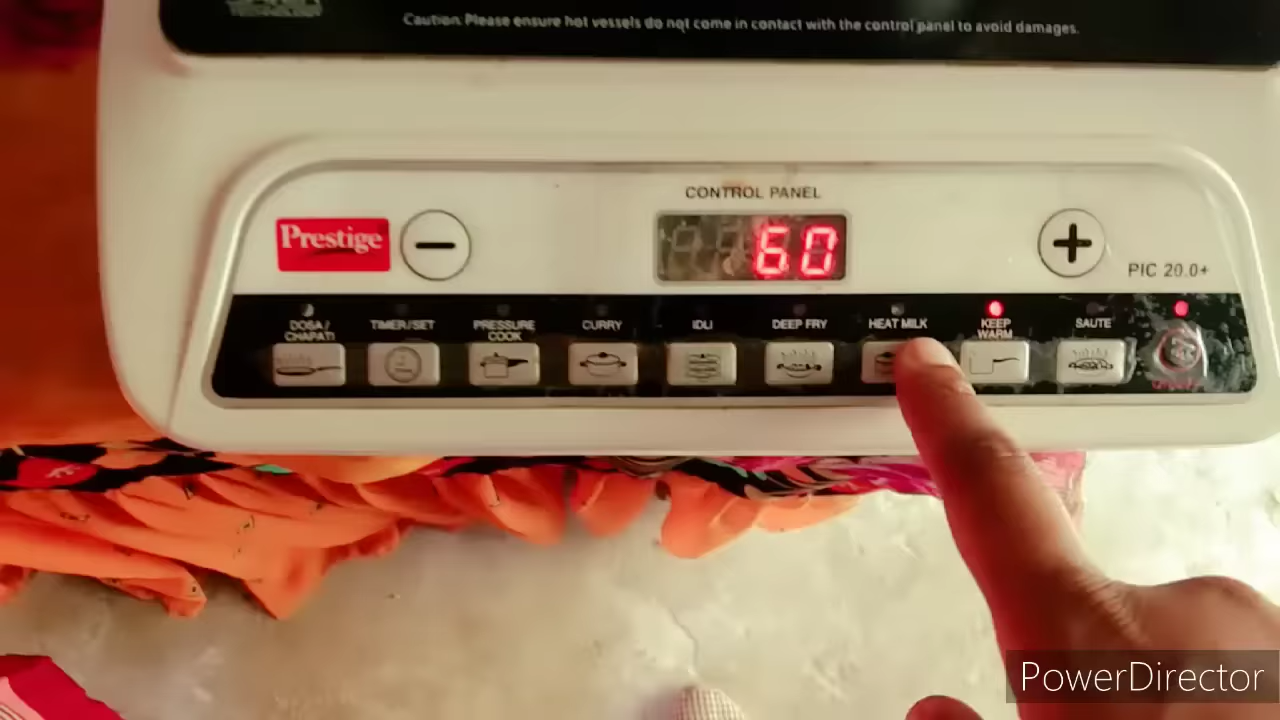 Caution: Please ensure hot vessels do not come in contact with the control panel to avoid damages.
CONTROL PANEL
Prestige
60
PIC 20.0+
DOSA / CHAPATI
TIMER/SET
PRESSURE COOK
CURRY
IDLI
DEEP FRY
HEAT MILK
KEEP WARM
SAUTE
PowerDirector